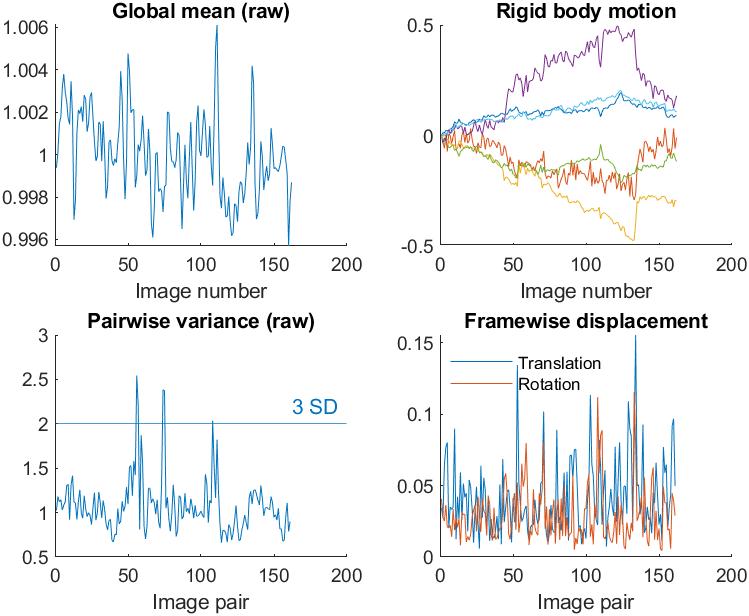 Global mean (raw)
1.006
1.004
1.002
1
0.998
0.996
0 50 100 150 200
Image number
Rigid body motion
0.5
0
-0.5
0 50 100 150 200
Image number
Pairwise variance (raw)
3
2.5
2
1.5
1
0.5
3 SD
0 50 100 150 200
Image pair
Framewise displacement
0.15
0.1
0.05
0
Translation
Rotation
0 50 100 150 200
Image pair